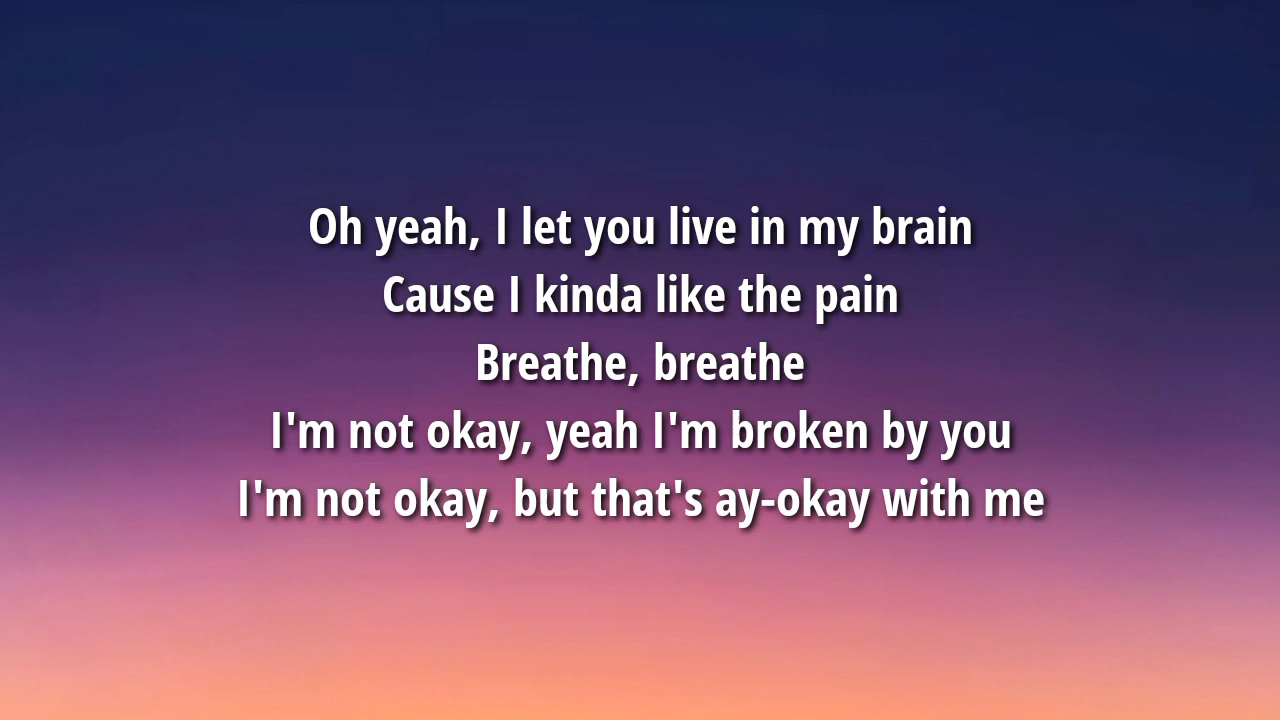 Oh yeah, I let you live in my brain
Cause I kinda like the pain
Breathe, breathe
I'm not okay, yeah I'm broken by you
I'm not okay, but that's ay-okay with me